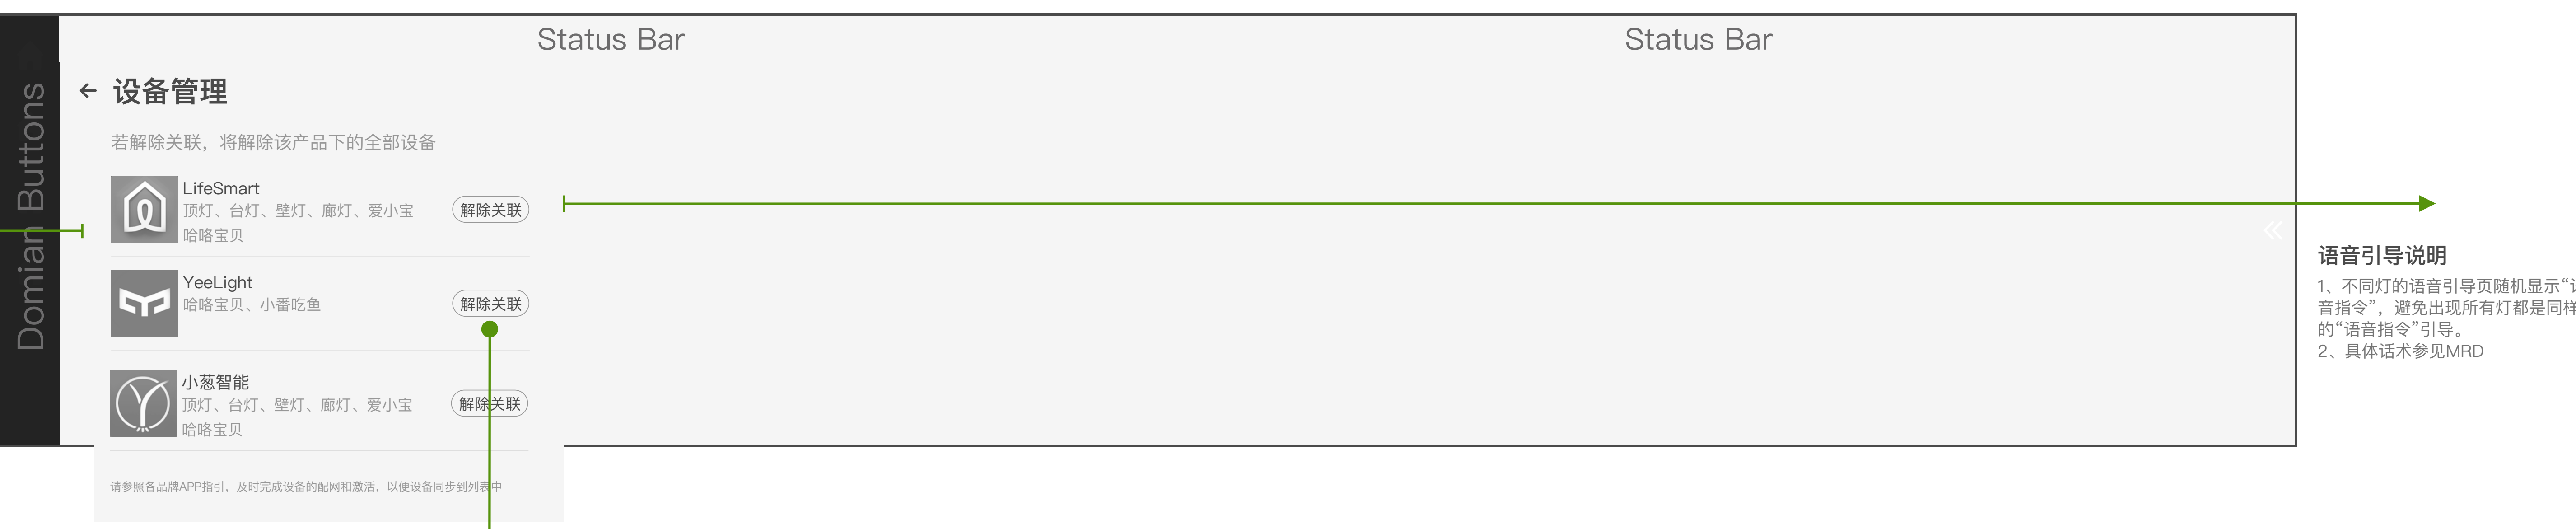 Status Bar
Status Bar
Domian Buttons
设备管理
若解除关联，将解除该产品下的全部设备
LifeSmart
顶灯、台灯、壁灯、廊灯、爱小宝
哈咯宝贝
解除关联
YeeLight
哈咯宝贝、小番吃鱼
解除关联
小葱智能
顶灯、台灯、壁灯、廊灯、爱小宝
哈咯宝贝
解除关联
请参照各品牌APP指引，及时完成设备的配网和激活，以便设备同步到列表中
语音引导说明
1、不同灯的语音引导页随机显示“
音指令”，避免出现所有灯都是同样
的“语音指令”引导。
2、具体话术参见MRD